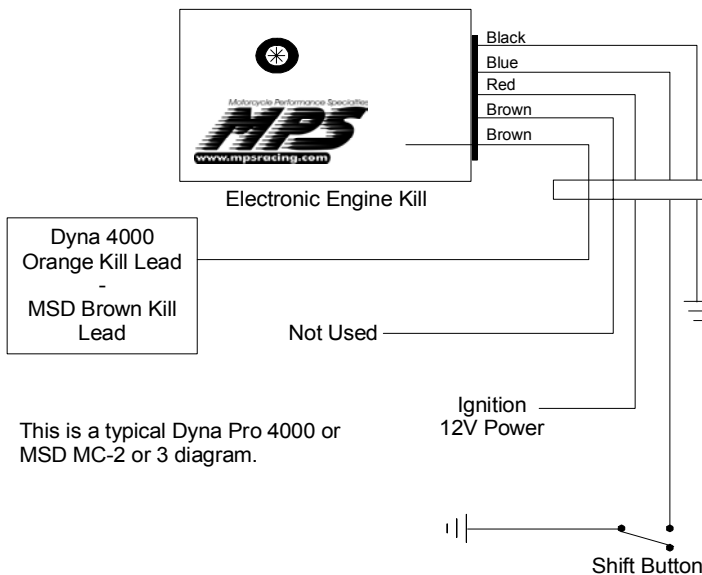 Black
Blue
Red
Brown
Brown
Motorcycle Performance Specialties
MPS
www.mpsracing.com
Electronic Engine Kill
Dyna 4000
Orange Kill Lead
-
MSD Brown Kill
Lead
Not Used
Ignition
12V Power
This is a typical Dyna Pro 4000 or
MSD MC-2 or 3 diagram.
Shift Button